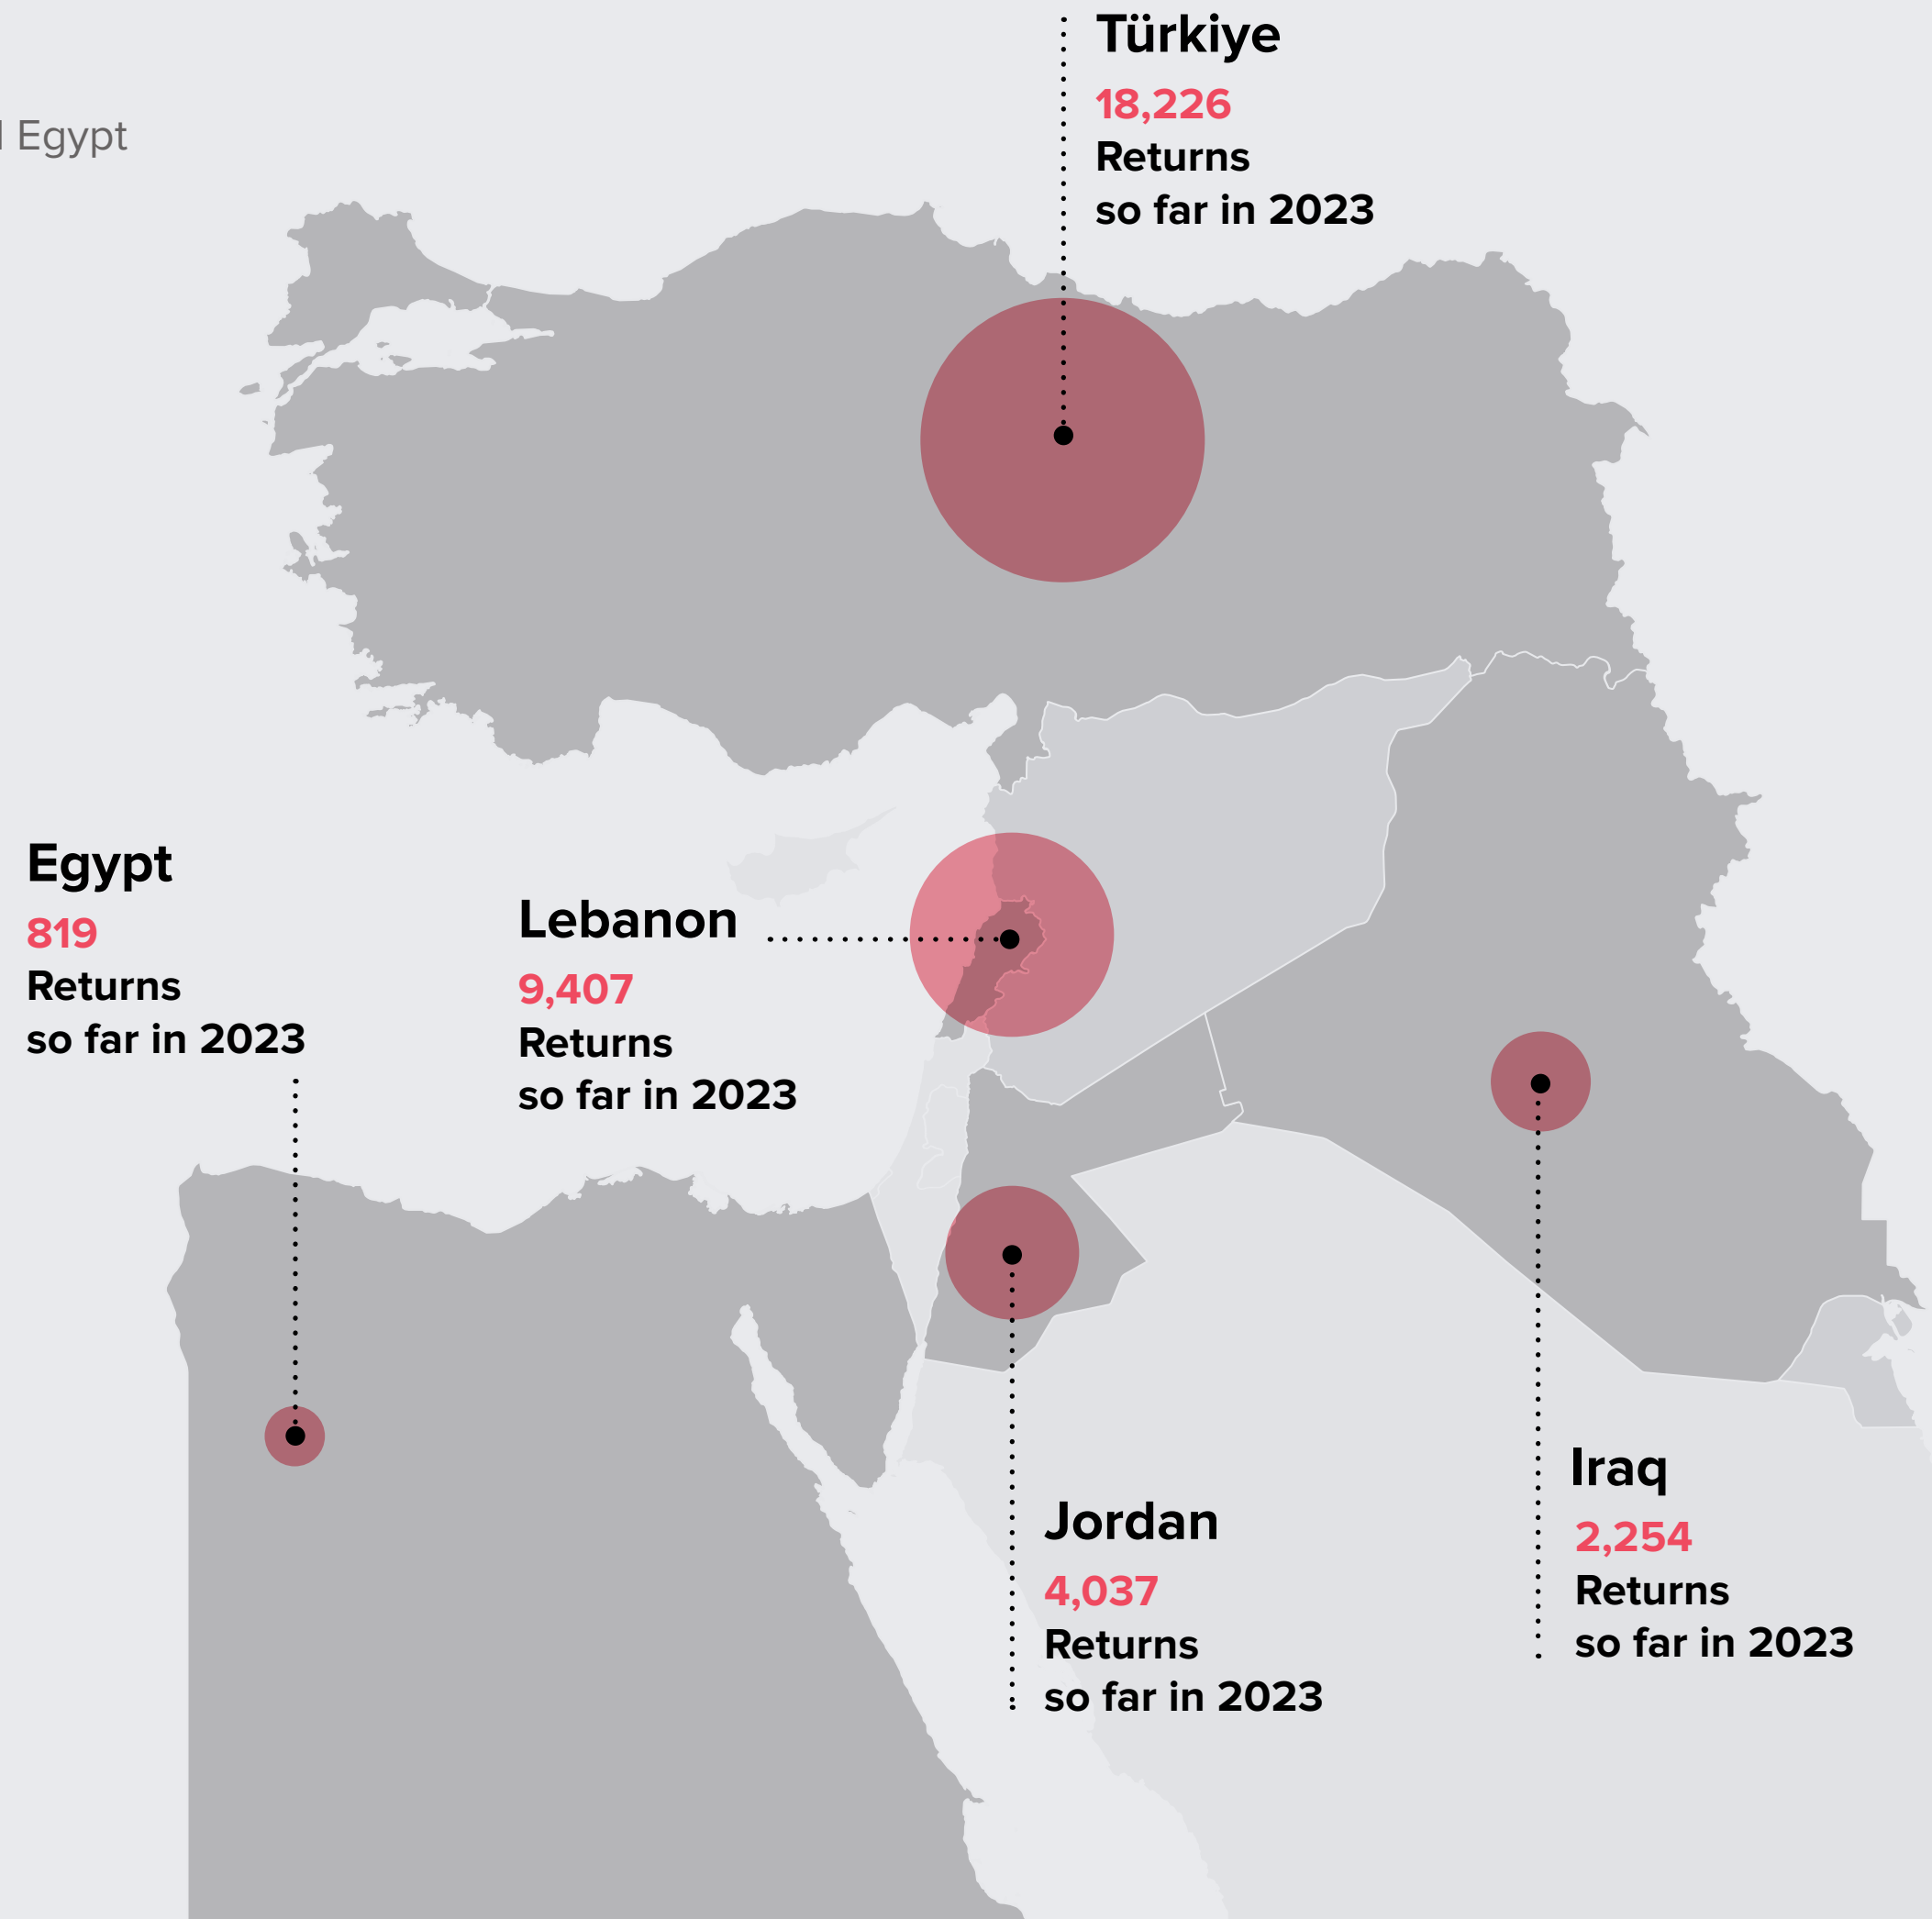 Egypt
Türkiye
18,226
Returns
so far in 2023
Egypt
819
Returns
so far in 2023
Lebanon
9,407
Returns
so far in 2023
Iraq
2,254
Returns
so far in 2023
Jordan
4,037
Returns
so far in 2023